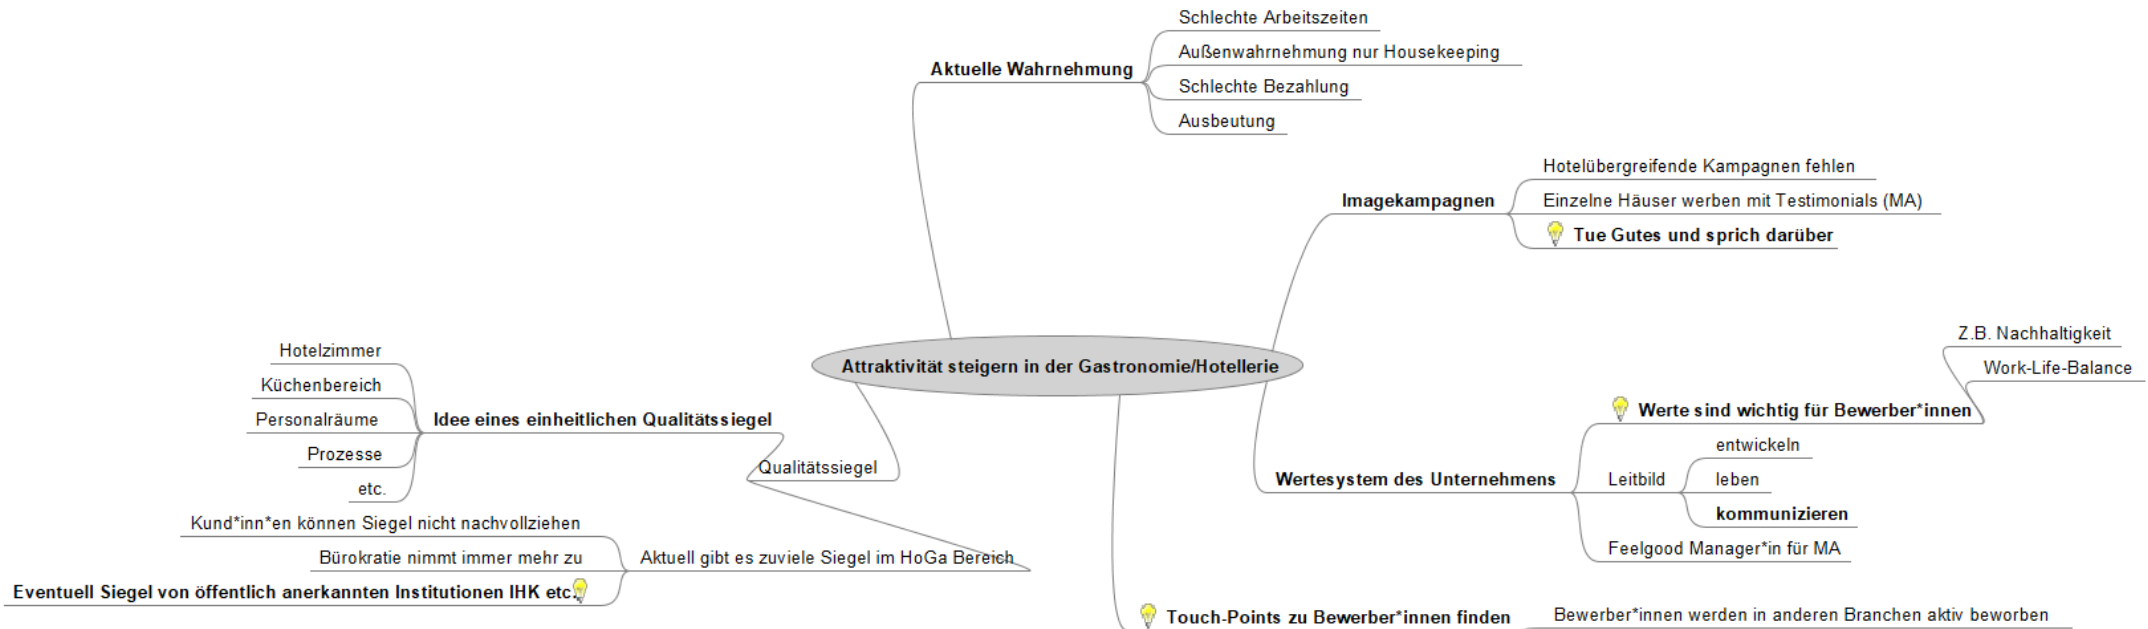 Schlechte Arbeitszeiten
Außenwahrnehmung nur Housekeeping
Aktuelle Wahrnehmung
Schlechte Bezahlung
Ausbeutung
Hotelübergreifende Kampagnen fehlen
Imagekampagnen
Einzelne Häuser werben mit Testimonials (MA)
Tue Gutes und sprich darüber
Attraktivität steigern in der Gastronomie/Hotellerie
Z.B. Nachhaltigkeit
Work-Life-Balance
Werte sind wichtig für Bewerber*innen
entwickeln
Wertesystem des Unternehmens
Leitbild
leben
kommunizieren
Feelgood Manager*in für MA
Touch-Points zu Bewerber*innen finden
Bewerber*innen werden in anderen Branchen aktiv beworben
Hotelzimmer
Küchenbereich
Personalräume
Idee eines einheitlichen Qualitätssiegel
Prozesse
etc.
Qualitätssiegel
Kund*inn*en können Siegel nicht nachvollziehen
Bürokratie nimmt immer mehr zu
Aktuell gibt es zuviele Siegel im HoGa Bereich
Eventuell Siegel von öffentlich anerkannten Institutionen IHK etc.